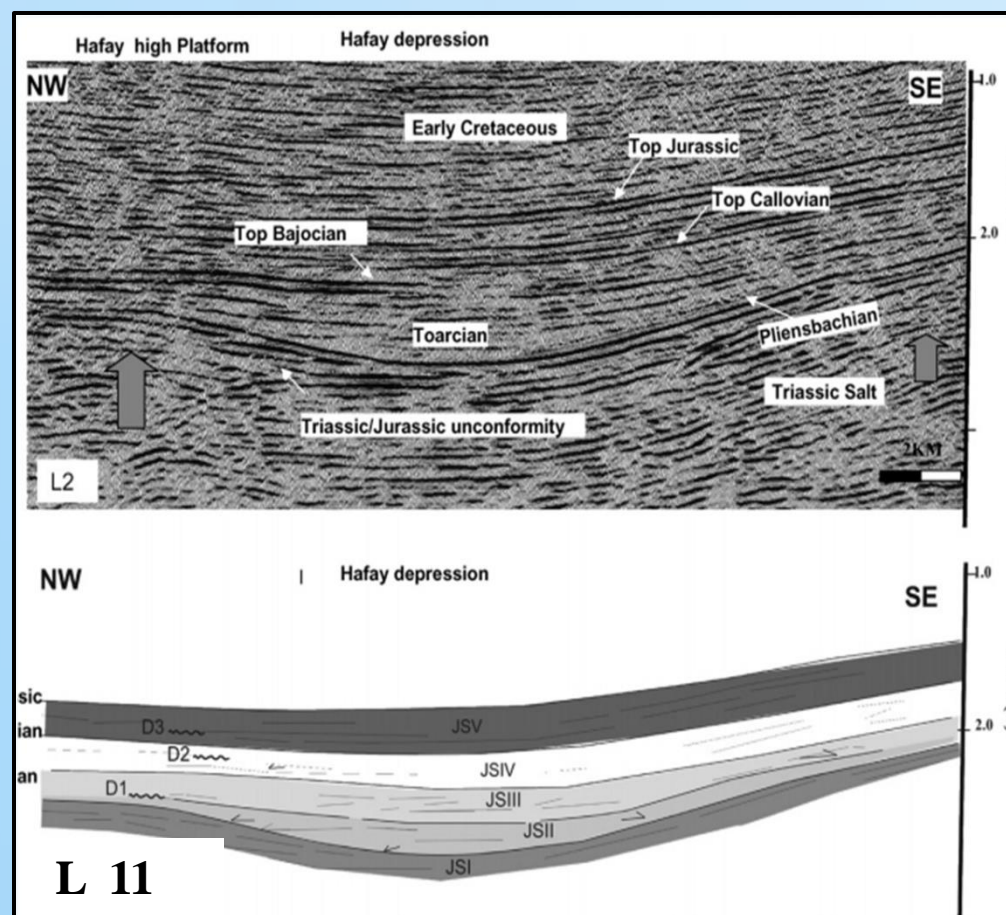 Hafay high Platform
Hafay depression
NW
SE
1.0
Early Cretaceous
Top Jurassic
Top Callovian
Top Bajocian
2.0
Toarcian
Pliensbachian
Triassic Salt
Triassic/Jurassic unconformity
2KM
L2
NW
Hafay depression
1.0
SE
sic
D3
JSV
ian
2.0
D2
JSIV
an
D1
JSIII
JSII
JSI
L 11